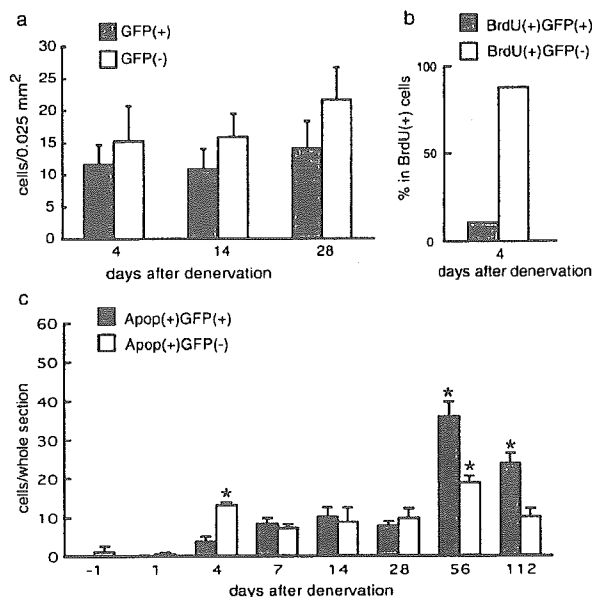 a
GFP(+)
GFP(-)
cells/0.025 mm²
30
25
20
15
10
5
0
4 14 28
days after denervation
b
BrdU(+)GFP(+)
BrdU(+)GFP(-)
% in BrdU(+) cells
100
50
0
4
days after denervation
c
Apop(+)GFP(+)
Apop(+)GFP(-)
cells/whole section
60
50
40
30
20
10
0
* * * *
-1 1 4 7 14 28 56 112
days after denervation